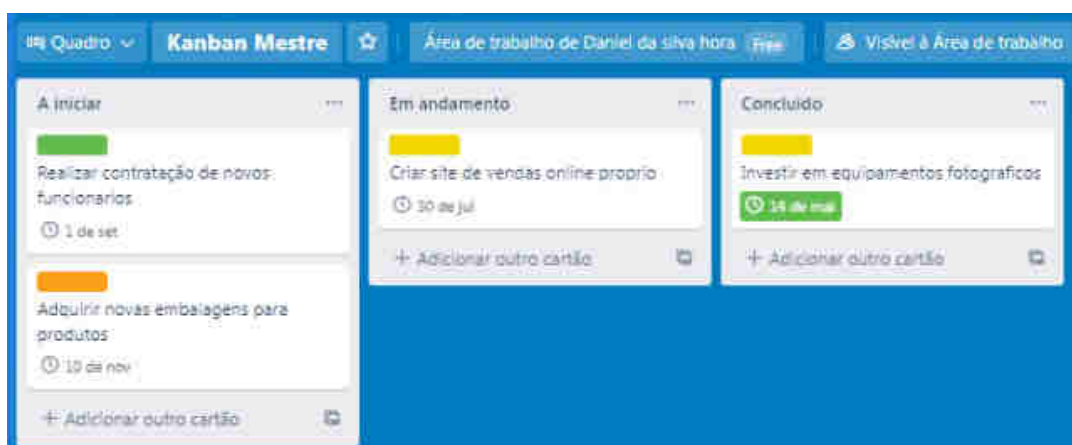 Quadro
Kanban Mestre
Área de trabalho de Daniel da silva hora Free
Visível à Área de trabalho
A iniciar
Realizar contratação de novos
funcionarios
1 de set
Adquirir novas embalagens para
produtos
10 de nov
+ Adicionar outro cartão
Em andamento
Criar site de vendas online proprio
30 de jul
+ Adicionar outro cartão
Concluido
Investir em equipamentos fotograficos
14 de mai
+ Adicionar outro cartão